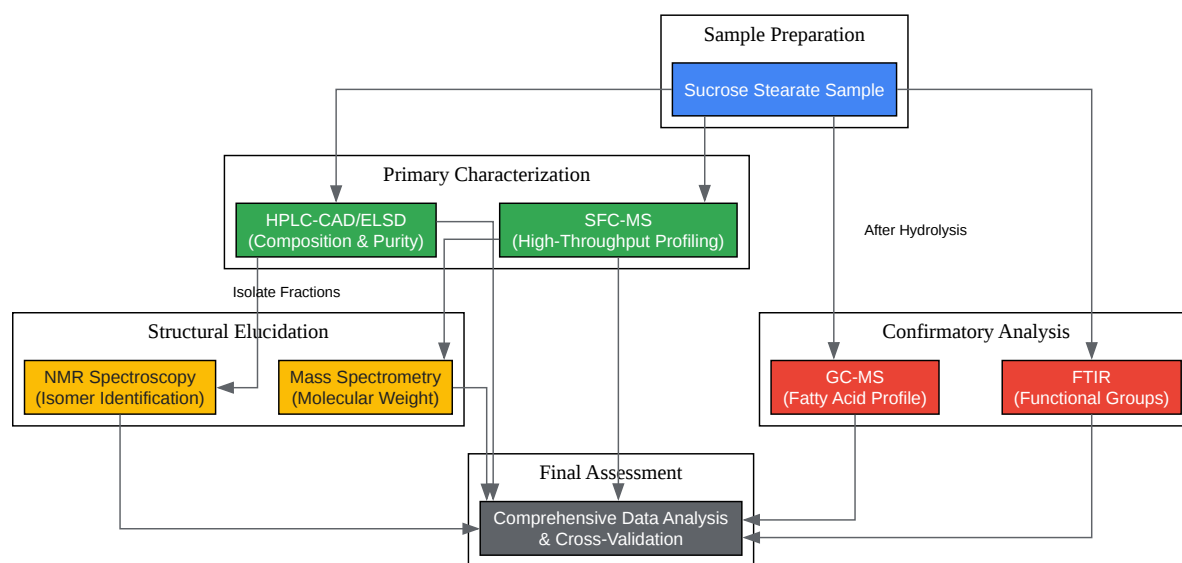 Sample Preparation
Sucrose Stearate Sample
Primary Characterization
HPLC-CAD/ELSD
(Composition & Purity)
SFC-MS
(High-Throughput Profiling)
After Hydrolysis
Isolate Fractions
Structural Elucidation
NMR Spectroscopy
(Isomer Identification)
Mass Spectrometry
(Molecular Weight)
Confirmatory Analysis
GC-MS
(Fatty Acid Profile)
FTIR
(Functional Groups)
Final Assessment
Comprehensive Data Analysis
& Cross-Validation